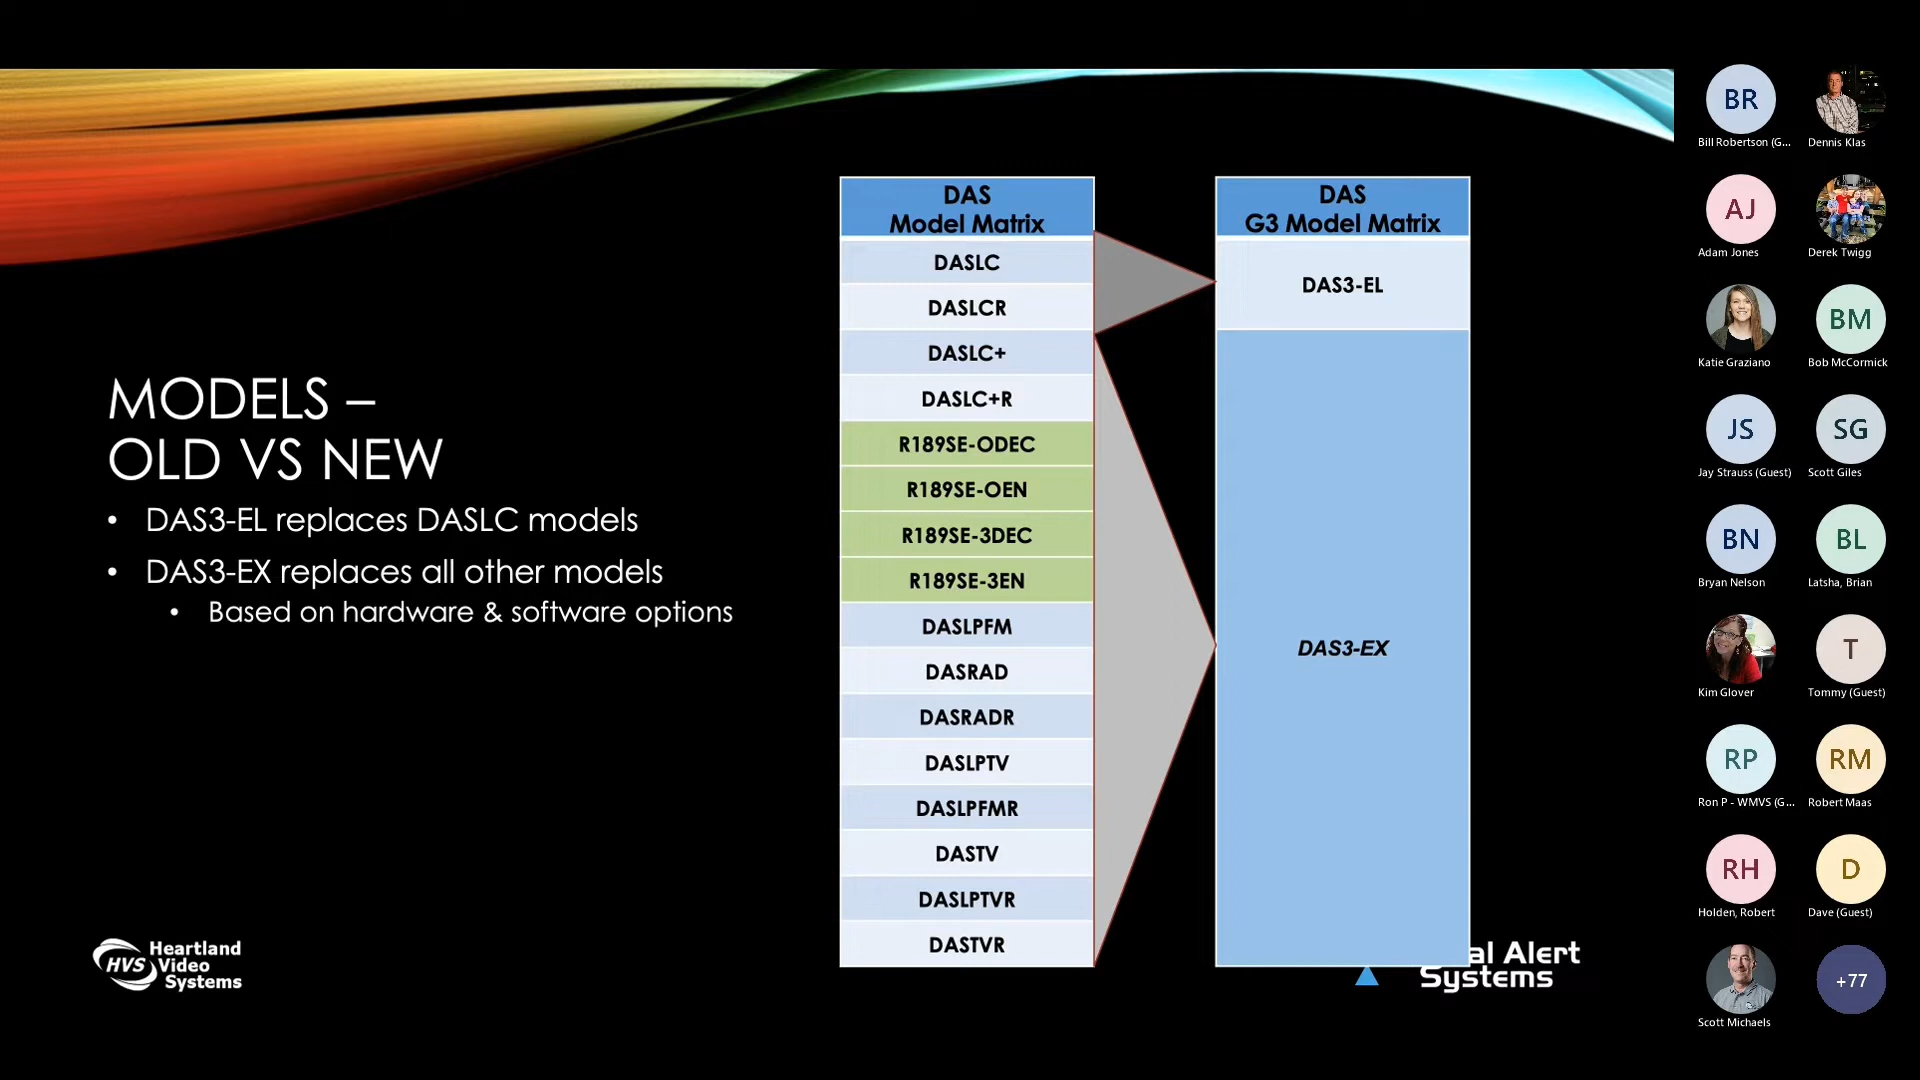 MODELS –
OLD VS NEW
• DAS3-EL replaces DASLC models
• DAS3-EX replaces all other models
• Based on hardware & software options
DAS
Model Matrix
DASLC
DASLCR
DASLC+
DASLC+R
R189SE-ODEC
R189SE-OEN
R189SE-3DEC
R189SE-3EN
DASLPFM
DASRAD
DASRADR
DASLPTV
DASLPFMR
DASTV
DASLPTVR
DASTVR
DAS
G3 Model Matrix
DAS3-EL
DAS3-EX
HVS
Heartland
Video
Systems
al Alert
Systems
BR
Bill Robertson (G...
Dennis Klas
AJ
Adam Jones
Derek Twigg
Katie Graziano
BM
Bob McCormick
JS
Jay Strauss (Guest)
SG
Scott Giles
BN
Bryan Nelson
BL
Latsha, Brian
Kim Glover
T
Tommy (Guest)
RP
Ron P - WMVS (G...
RM
Robert Maas
RH
Holden, Robert
D
Dave (Guest)
Scott Michaels
+77